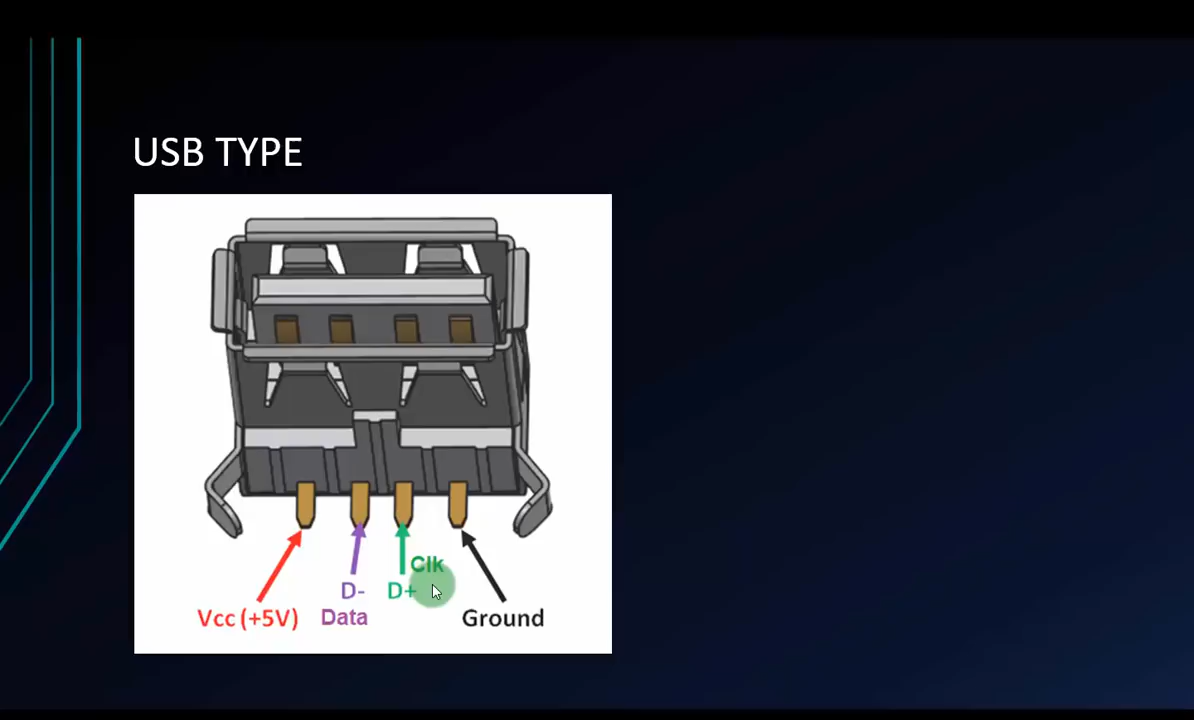 USB TYPE
Clk
D- D+
Vcc (+5V) Data Ground